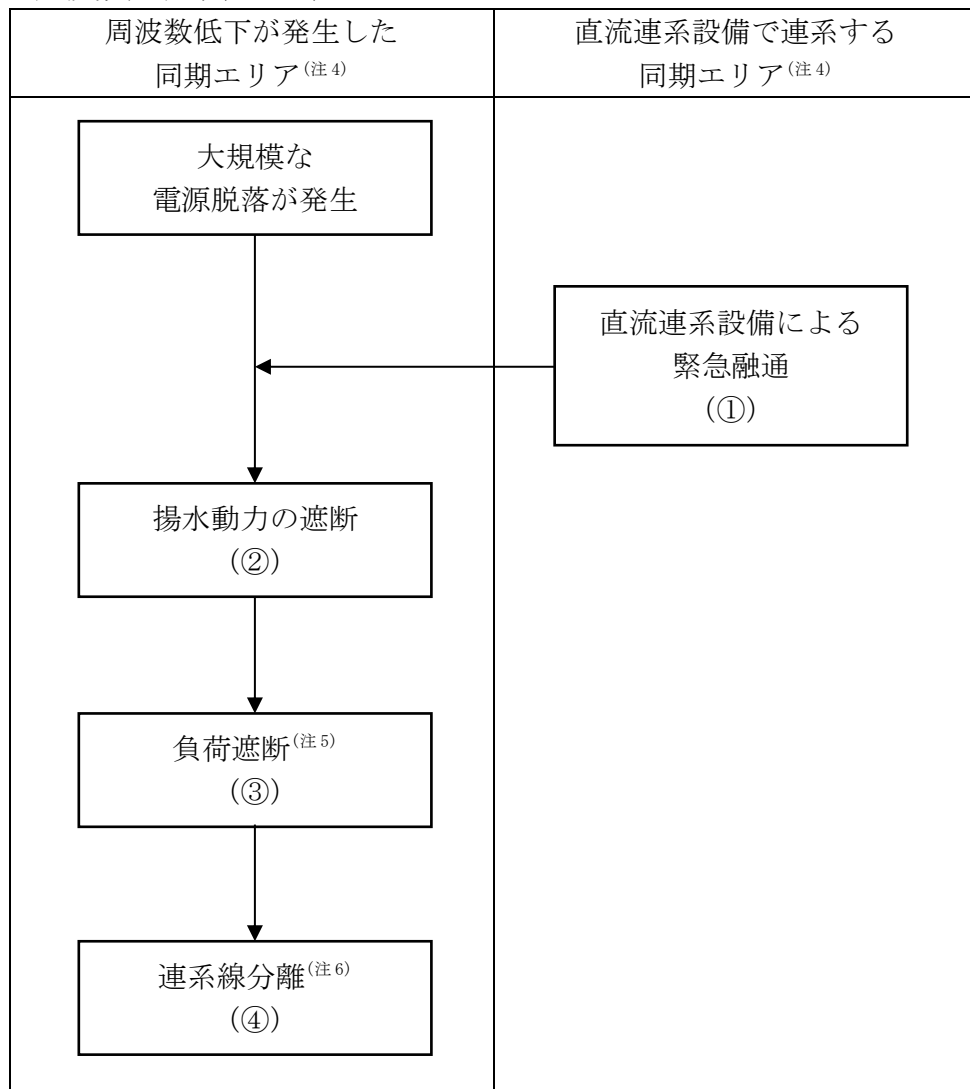 周波数低下が発生した
同期エリア(注4)
直流連系設備で連系する
同期エリア(注4)
大規模な
電源脱落が発生
直流連系設備による
緊急融通
(①)
揚水動力の遮断
(②)
負荷遮断(注5)
(③)
連系線分離(注6)
(④)